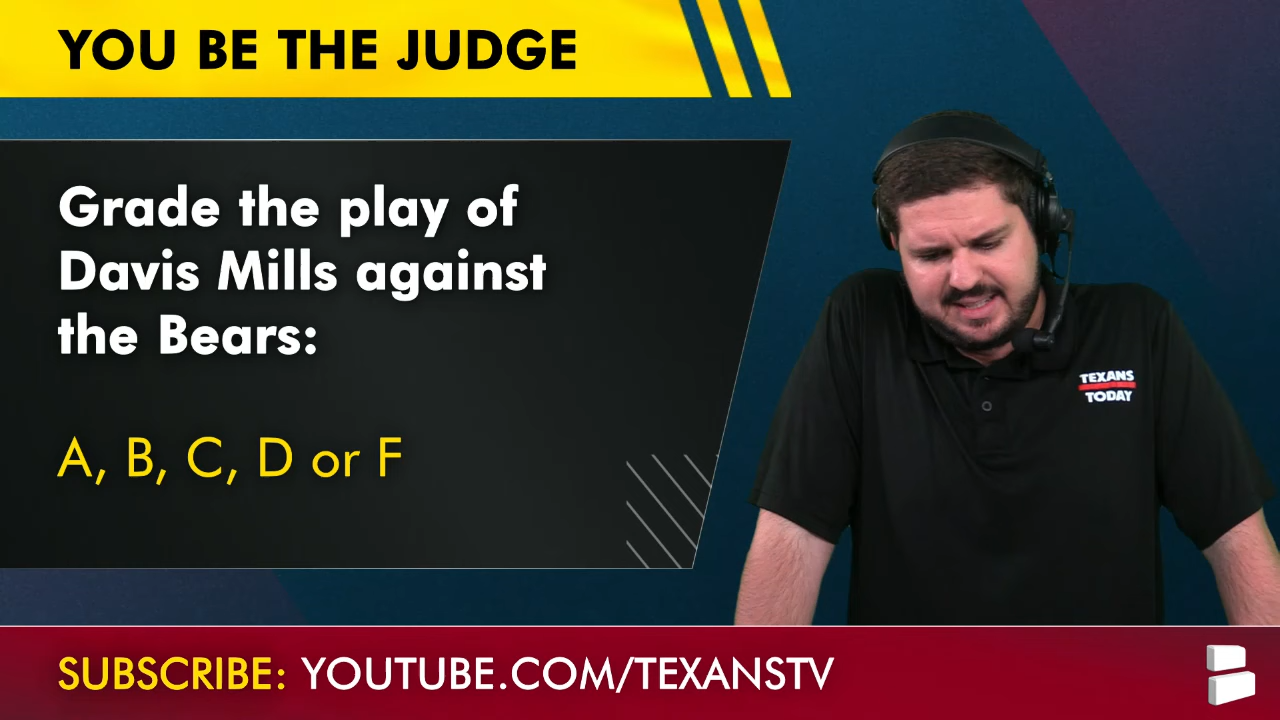 YOU BE THE JUDGE
Grade the play of
Davis Mills against
the Bears:
A, B, C, D or F
TEXANS
TODAY
SUBSCRIBE: YOUTUBE.COM/TEXANSTV